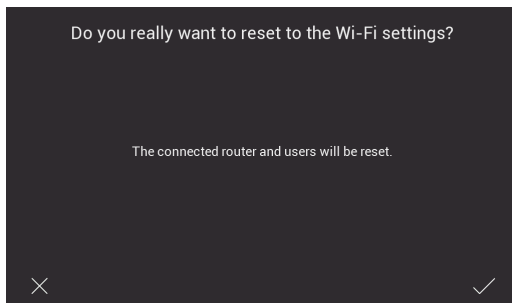 Do you really want to reset to the Wi-Fi settings?
The connected router and users will be reset.